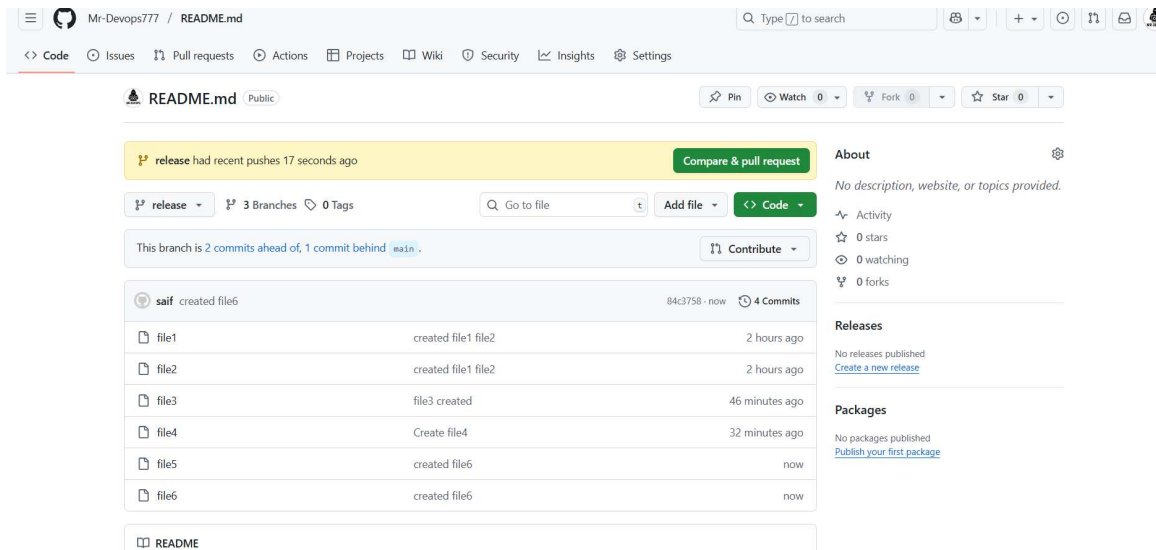 Mr-Devops777 / README.md Type / to search
Code Issues Pull requests Actions Projects Wiki Security Insights Settings
README.md Public Pin Watch 0 Fork 0 Star 0
release had recent pushes 17 seconds ago Compare & pull request
release 3 Branches 0 Tags Go to file t Add file <> Code
This branch is 2 commits ahead of, 1 commit behind main . Contribute
saif created file6 84c3758 · now 4 Commits
file1 created file1 file2 2 hours ago
file2 created file1 file2 2 hours ago
file3 file3 created 46 minutes ago
file4 Create file4 32 minutes ago
file5 created file6 now
file6 created file6 now
README
About
No description, website, or topics provided.
Activity
0 stars
0 watching
0 forks
Releases
No releases published
Create a new release
Packages
No packages published
Publish your first package